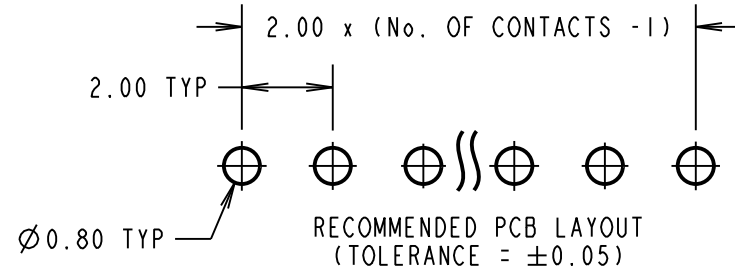 2.00 x (No. OF CONTACTS -1)
2.00 TYP
Ø0.80 TYP
RECOMMENDED PCB LAYOUT
(TOLERANCE = ±0.05)